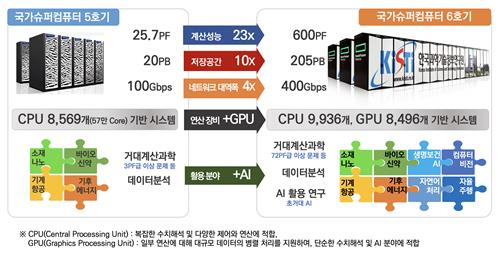 국가슈퍼컴퓨터 5호기
국가슈퍼컴퓨터 6호기
25.7PF
계산성능 23x
600PF
20PB
저장공간 10x
205PB
100Gbps
네트워크 대역폭 4x
400Gbps
KiSTi 한국과학기술정보연구원
CPU 8,569개(57만 Core) 기반 시스템
연산 장비 +GPU
CPU 9,936개, GPU 8,496개 기반 시스템
소재
나노
바이오
신약
기계
항공
기후
에너지
거대계산과학
3PF급 이상 문제 등
데이터분석
활용 분야 +AI
거대계산과학
72PF급 이상 문제 등
데이터분석
AI 활용 연구
초거대 AI
소재
나노
바이오
신약
생명보건
AI
컴퓨터
비전
기계
항공
기후
에너지
자연어
처리
자율
주행
※ CPU(Central Processing Unit) : 복잡한 수치해석 및 다양한 제어와 연산에 적합,
GPU(Graphics Processing Unit) : 일부 연산에 대해 대규모 데이터의 병렬 처리를 지원하며, 단순한 수치해석 및 AI 분야에 적합